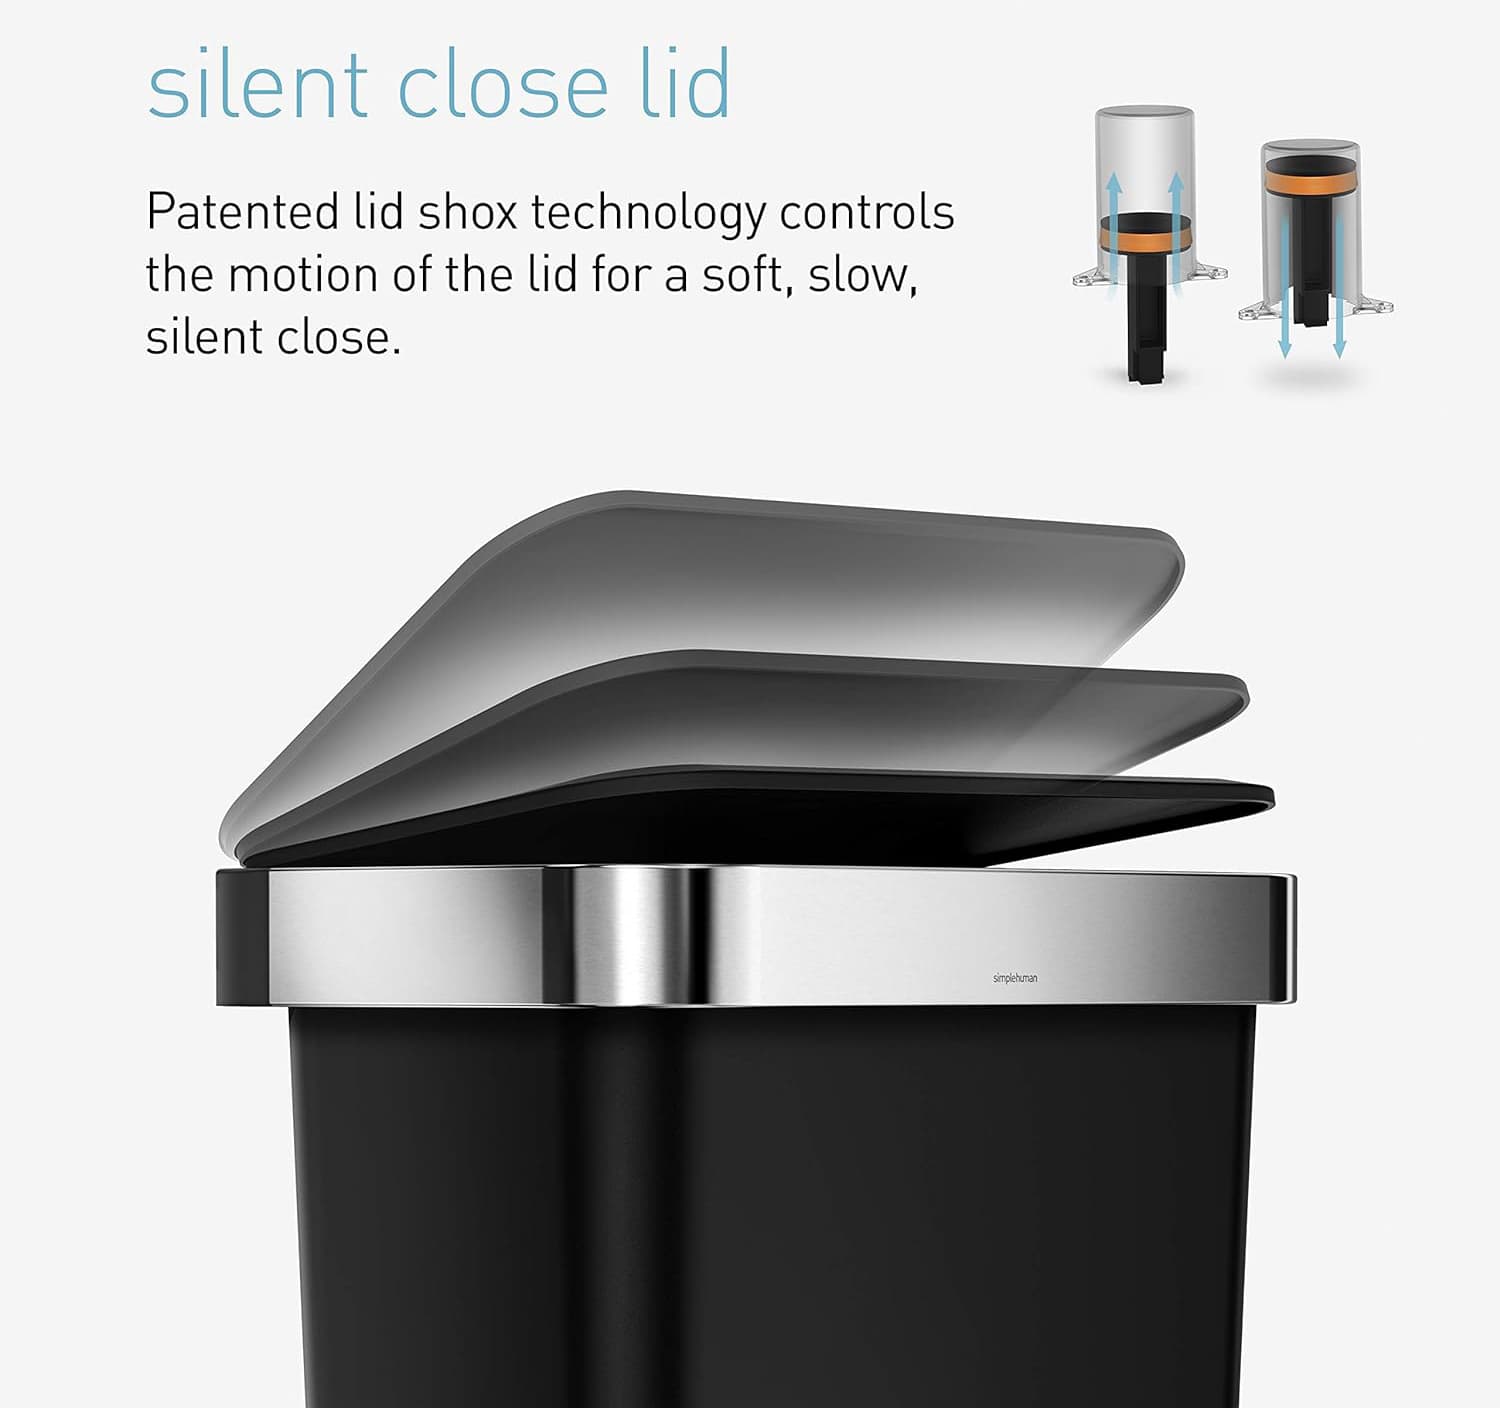 silent close lid
Patented lid shox technology controls
the motion of the lid for a soft, slow,
silent close.
simplehuman